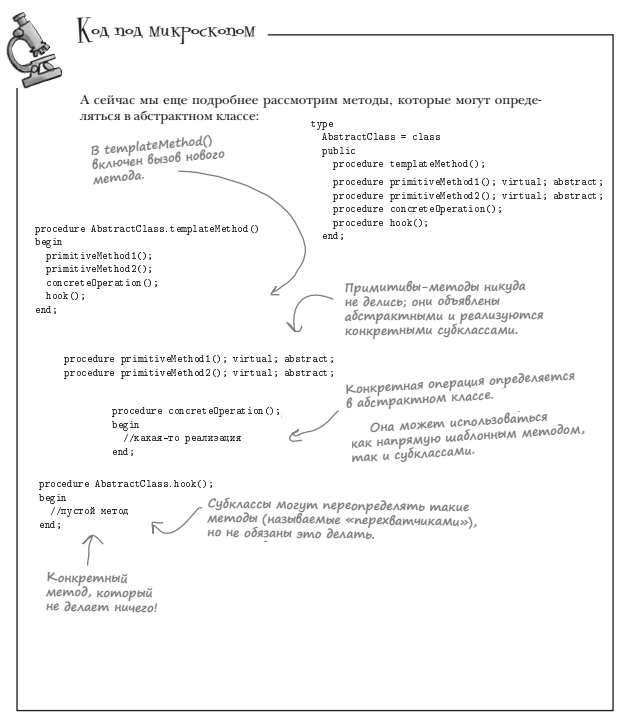 Код под микроскопом
А сейчас мы еще подробнее рассмотрим методы, которые могут опреде-
ляться в абстрактном классе:
type
AbstractClass = class
public
procedure templateMethod();
procedure primitiveMethod1(); virtual; abstract;
procedure primitiveMethod2(); virtual; abstract;
procedure concreteOperation();
procedure hook();
end;
В templateMethod()
включен вызов нового
метода.
procedure AbstractClass.templateMethod()
begin
primitiveMethod1();
primitiveMethod2();
concreteOperation();
hook();
end;
Примитивы-методы никуда
не делись; они объявлены
абстрактными и реализуются
конкретными субклассами.
procedure primitiveMethod1(); virtual; abstract;
procedure primitiveMethod2(); virtual; abstract;
Конкретная операция определяется
в абстрактном классе.
procedure concreteOperation();
begin
//какая-то реализация
end;
Она может использоваться
как напрямую шаблонным методом,
так и субклассами.
procedure AbstractClass.hook();
begin
//пустой метод
end;
Субклассы могут переопределять такие
методы (называемые «перехватчиками»),
но не обязаны это делать.
Конкретный
метод, который
не делает ничего!